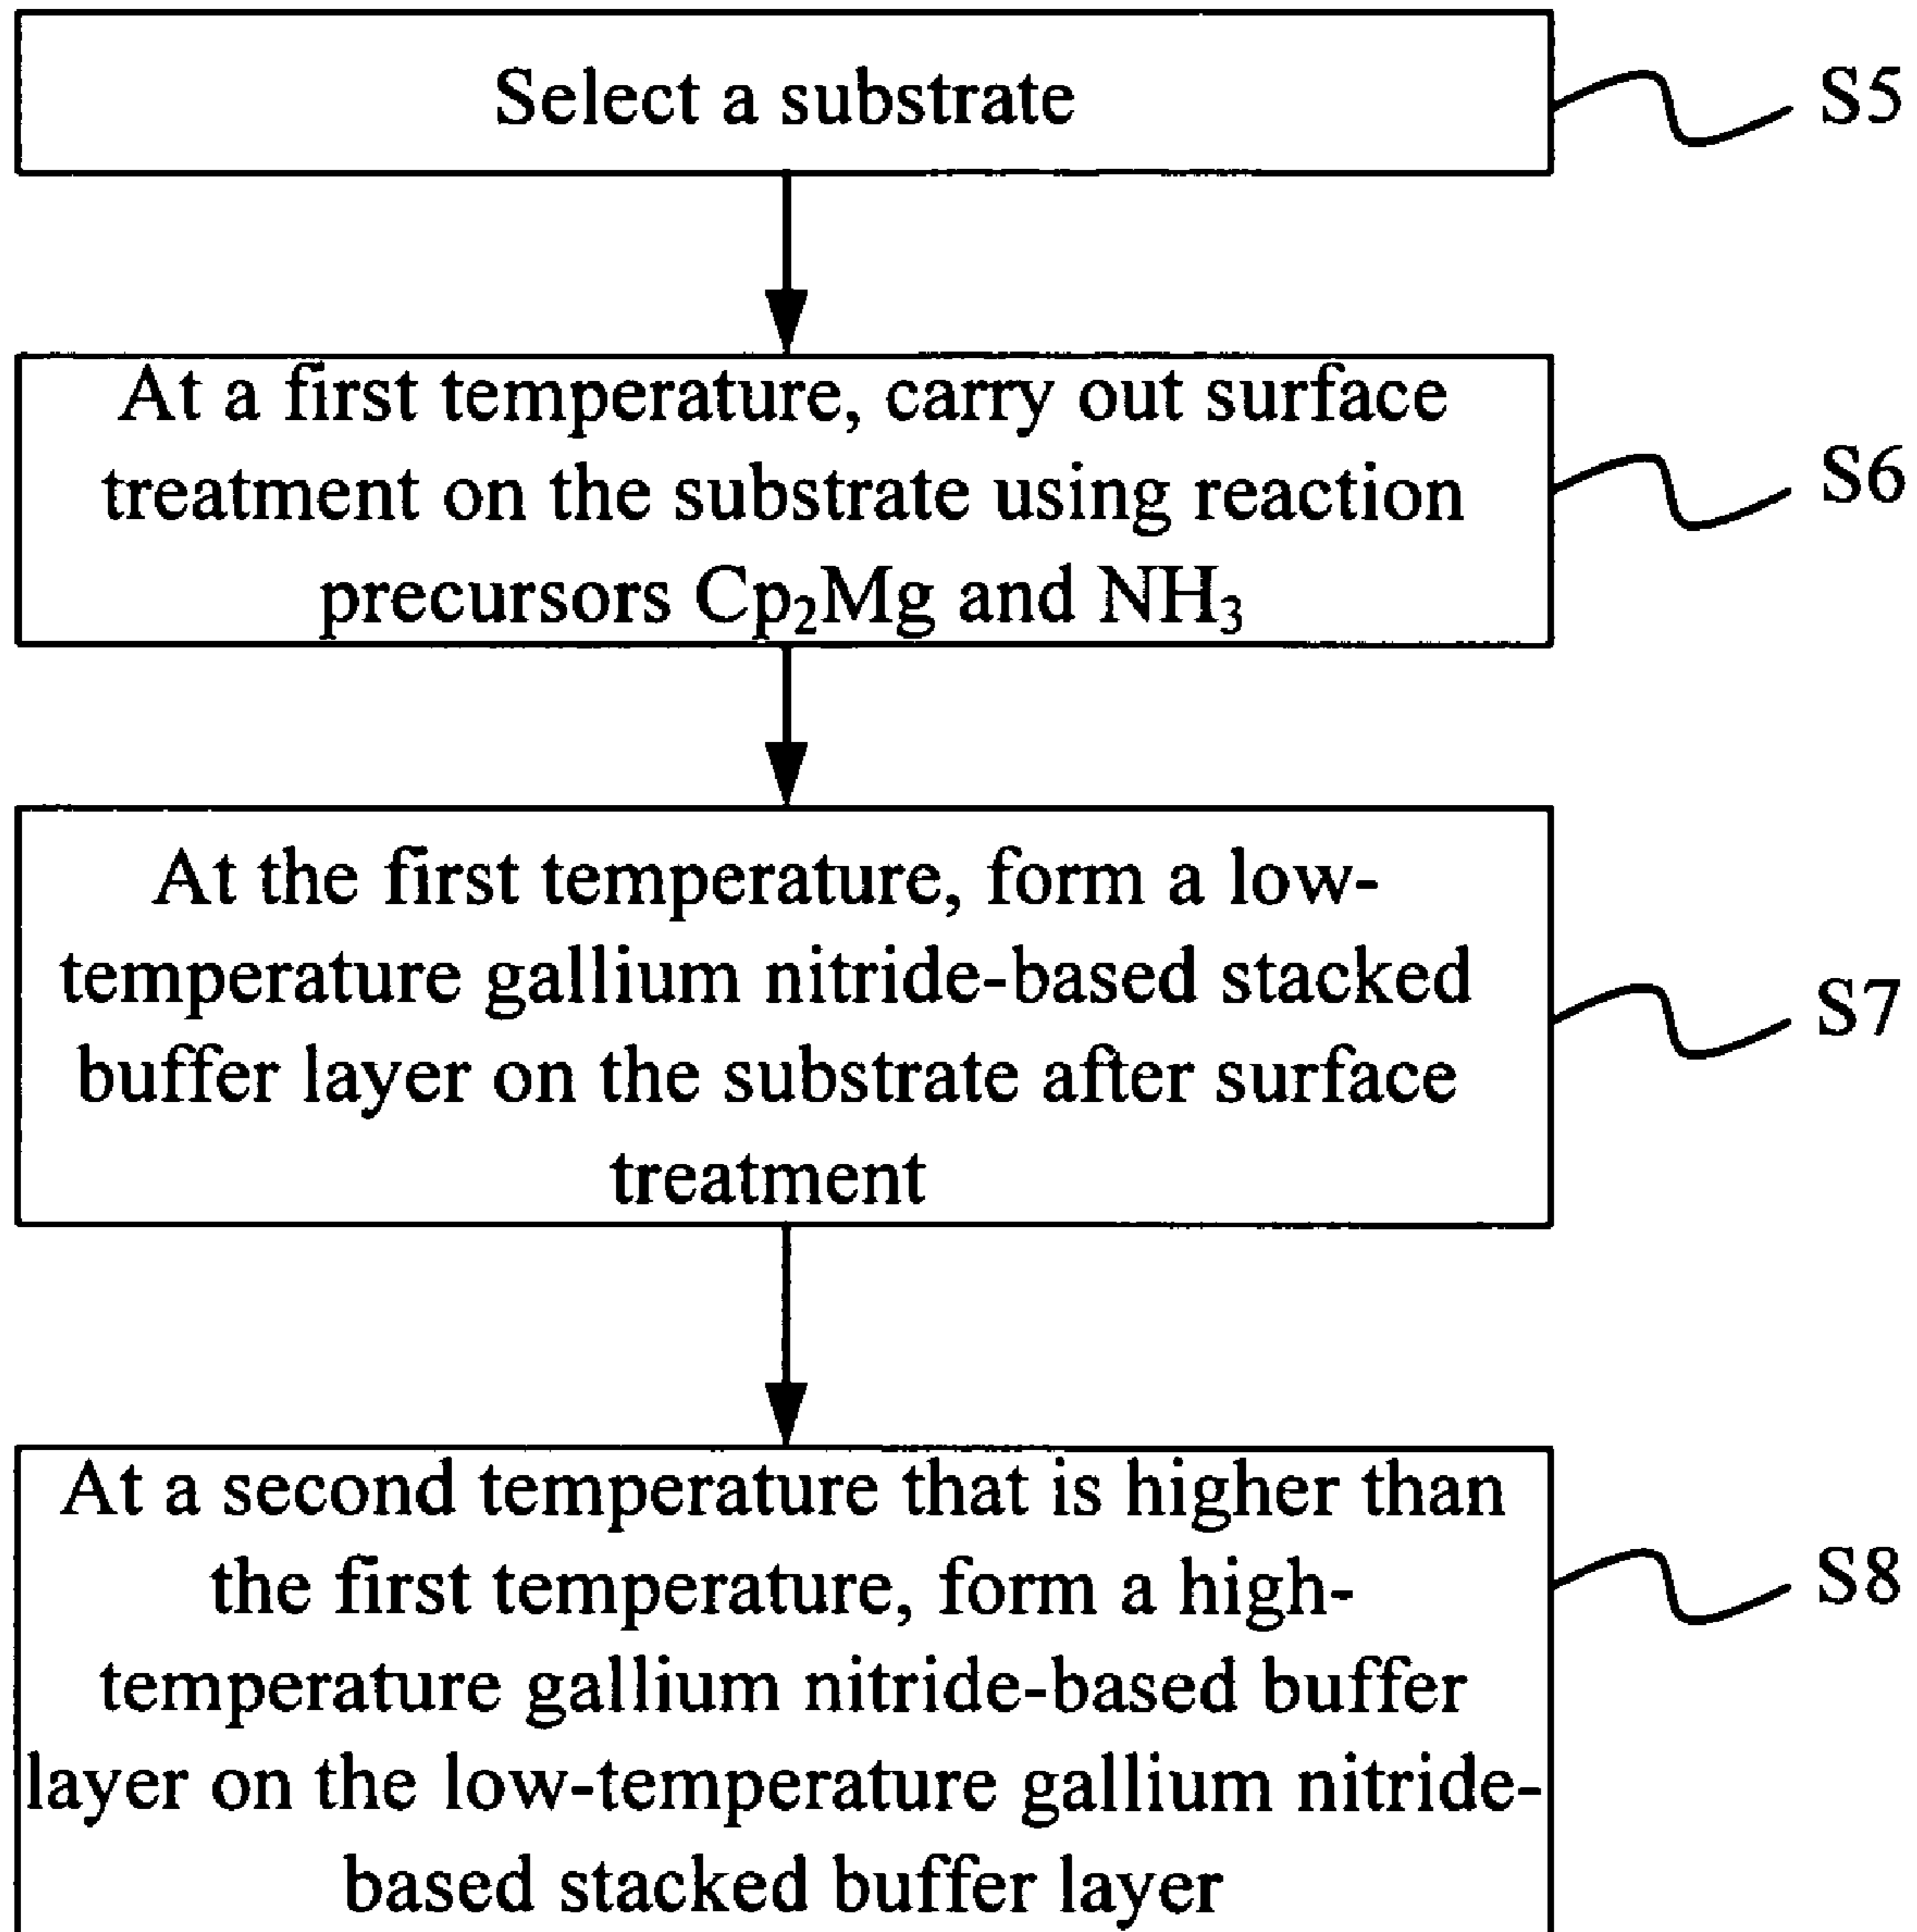 Select a substrate
S5
At a first temperature, carry out surface
treatment on the substrate using reaction
precursors Cp₂Mg and NH₃
S6
At the first temperature, form a low-
temperature gallium nitride-based stacked
buffer layer on the substrate after surface
treatment
S7
At a second temperature that is higher than
the first temperature, form a high-
temperature gallium nitride-based buffer
layer on the low-temperature gallium nitride-
based stacked buffer layer
S8